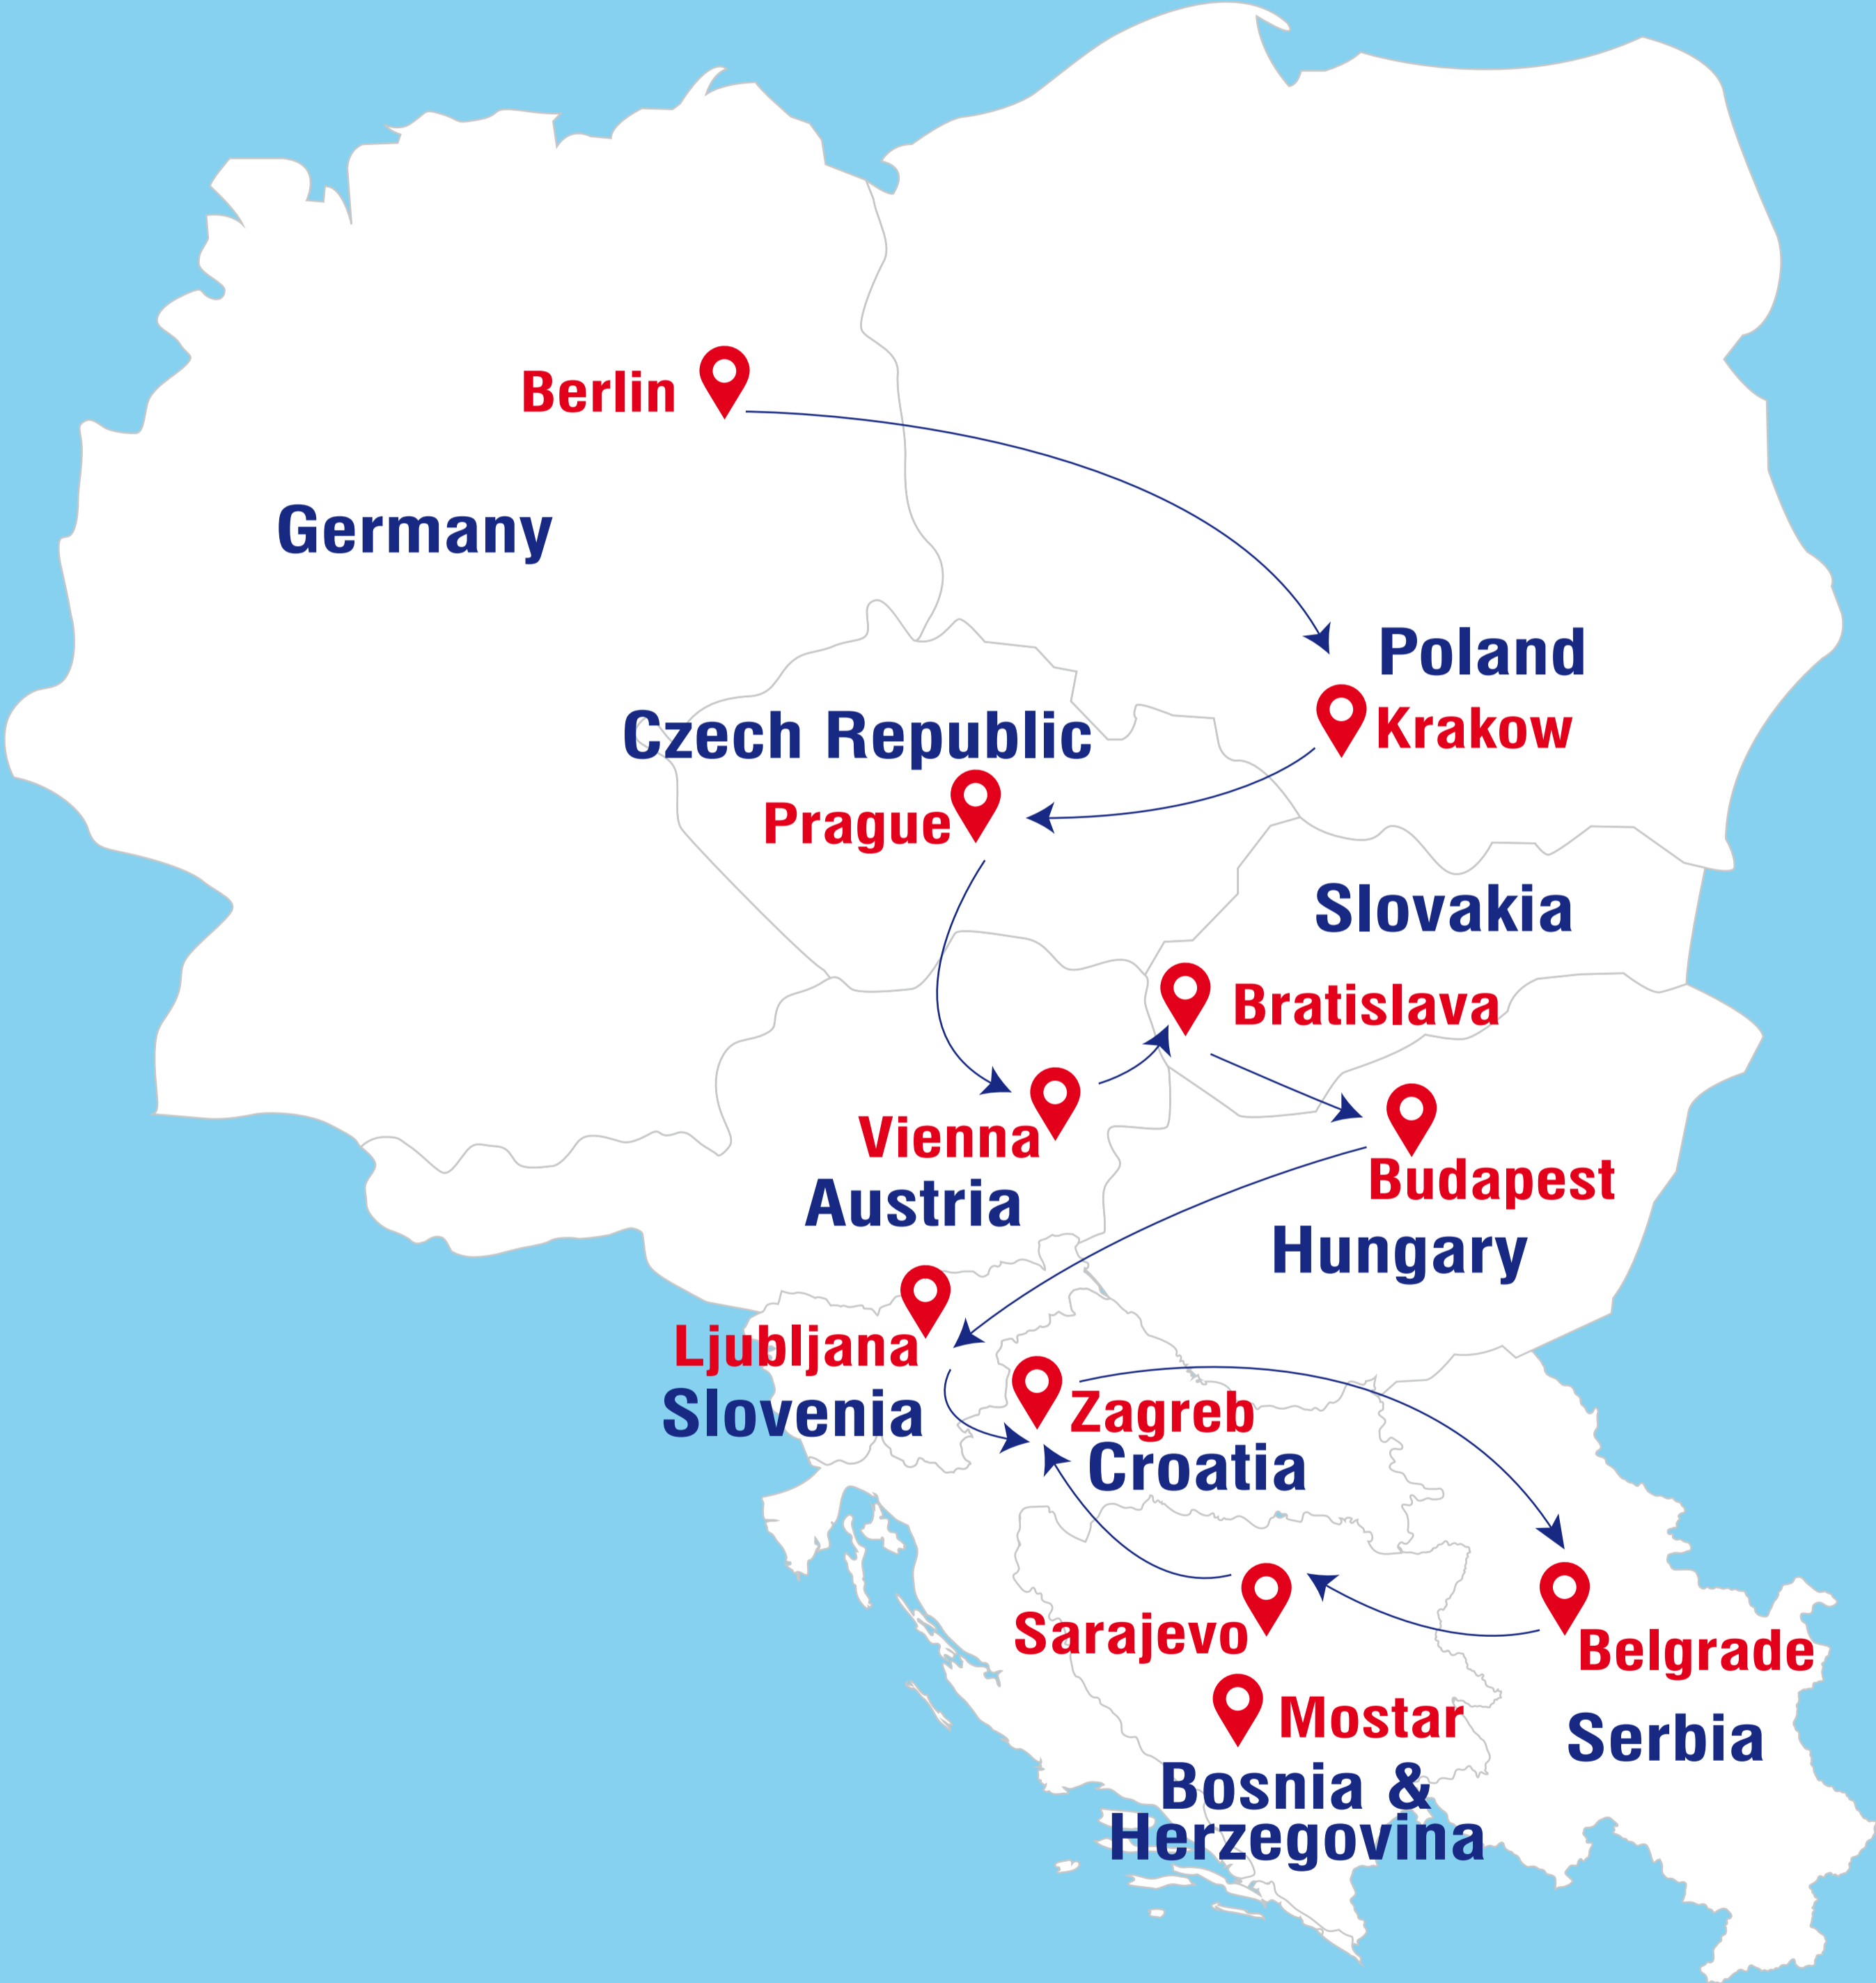 Berlin
Germany
Poland
Krakow
Czech Republic
Prague
Slovakia
Bratislava
Vienna
Austria
Budapest
Hungary
Ljubljana
Slovenia
Zagreb
Croatia
Sarajevo
Belgrade
Mostar
Serbia
Bosnia &
Herzegovina